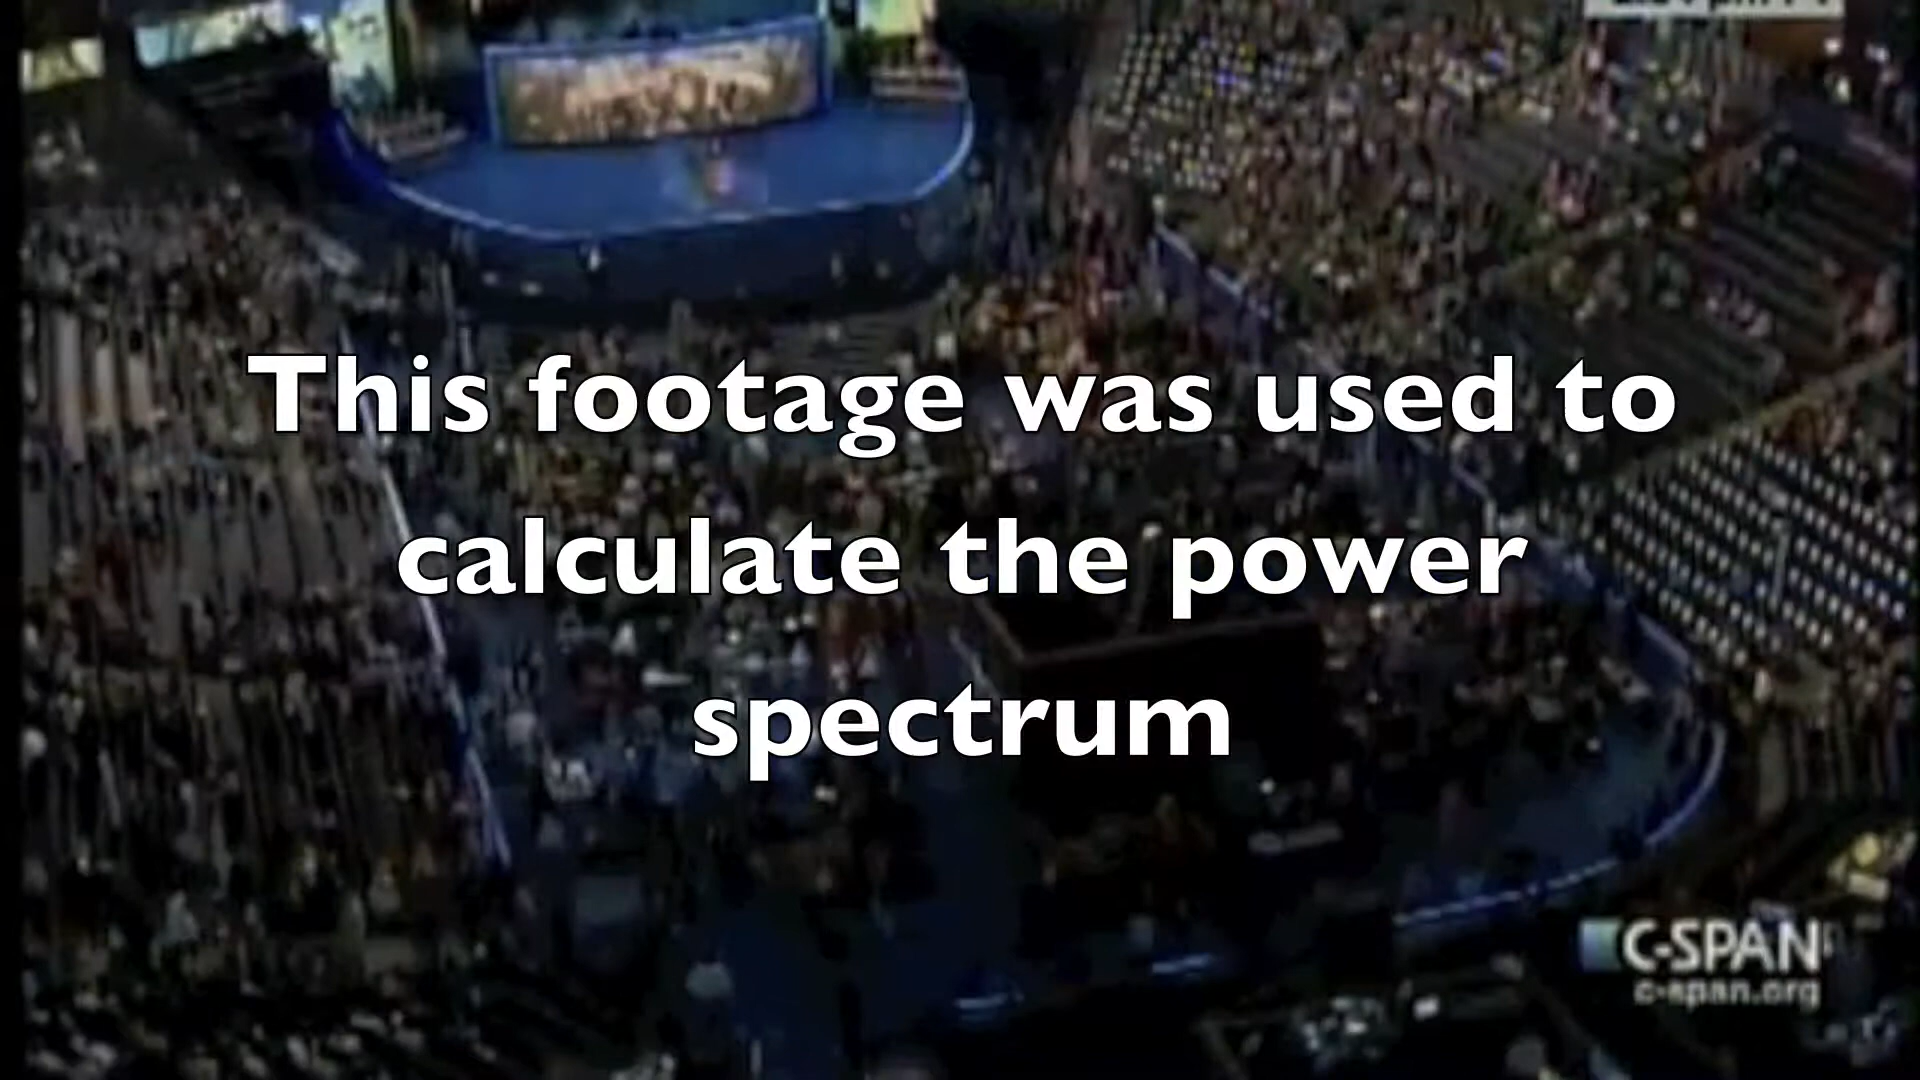 This footage was used to
calculate the power
spectrum
C-SPAN
c-span.org